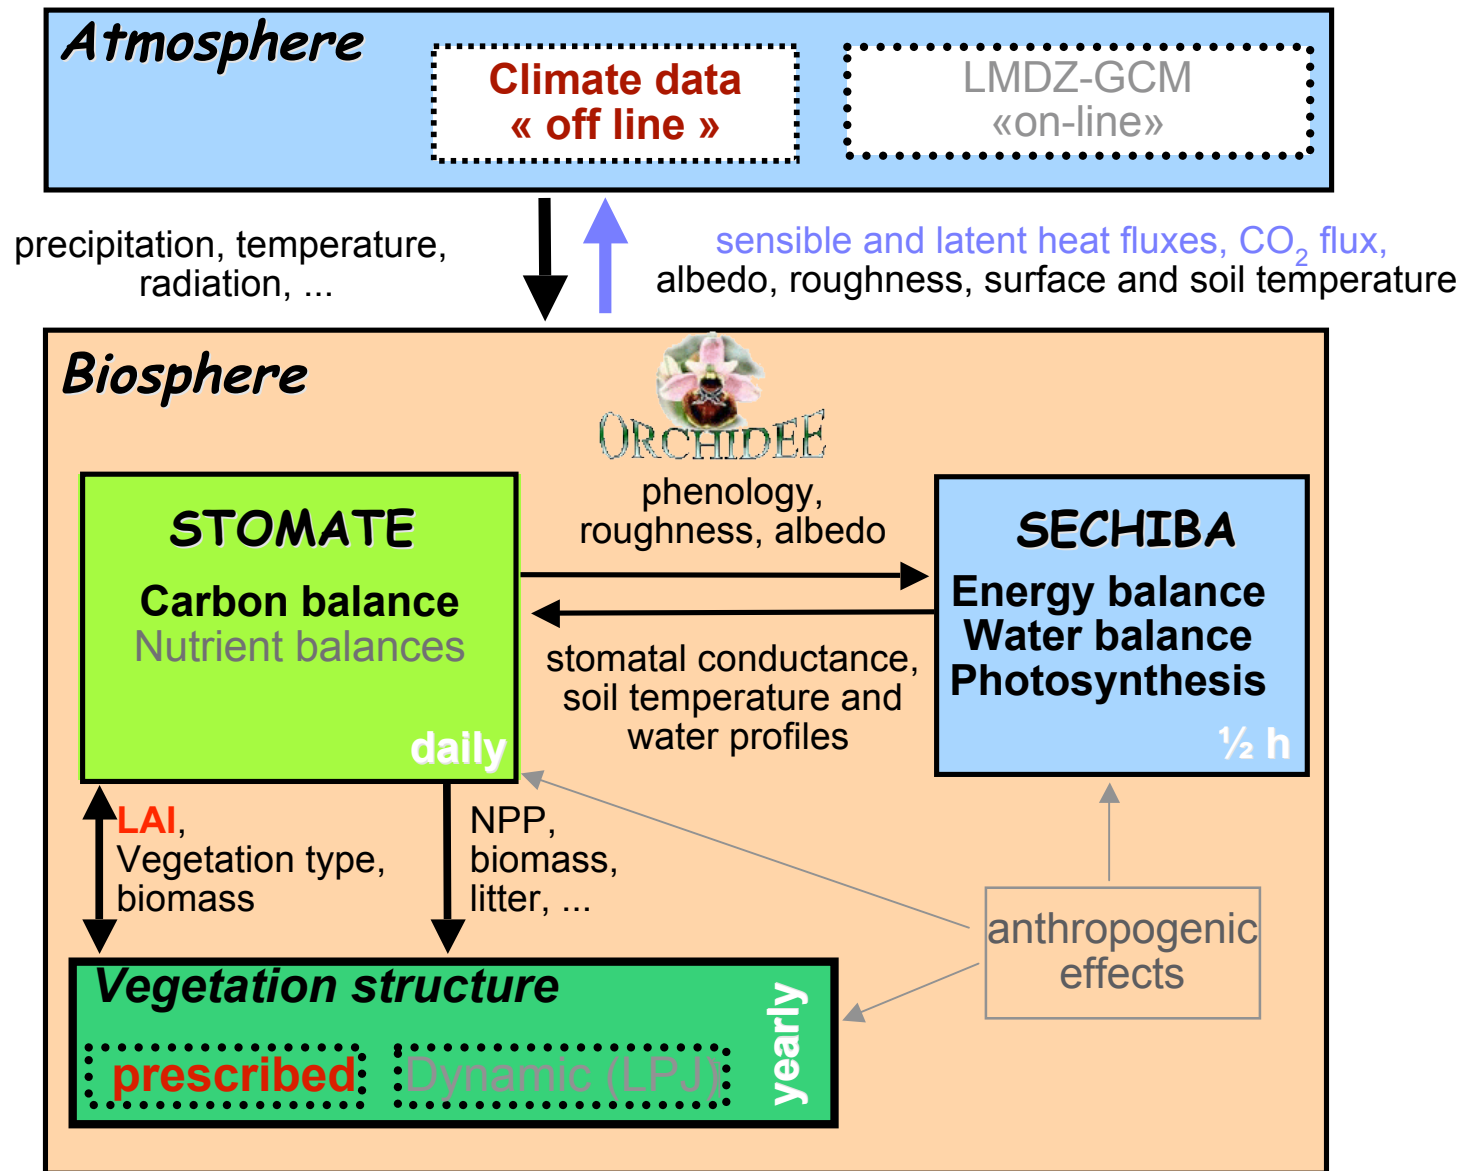 Atmosphere
Climate data
« off line »
LMDZ-GCM
«on-line»
precipitation, temperature,
radiation, ...
sensible and latent heat fluxes, CO₂ flux,
albedo, roughness, surface and soil temperature
Biosphere
ORCHIDEE
STOMATE
Carbon balance
Nutrient balances
daily
phenology,
roughness, albedo
stomatal conductance,
soil temperature and
water profiles
SECHIBA
Energy balance
Water balance
Photosynthesis
½ h
LAI,
Vegetation type,
biomass
NPP,
biomass,
litter, ...
anthropogenic
effects
Vegetation structure
prescribed
Dynamic (LPJ)
yearly